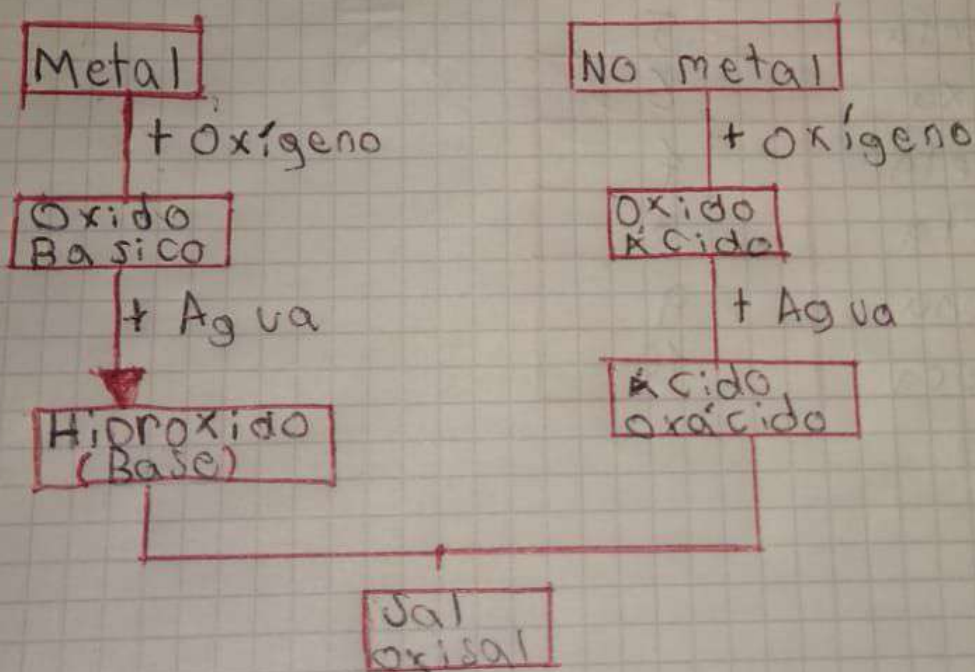 Metal
No metal
+ Oxígeno
+ Oxígeno
Oxido
Basico
Oxido
Ácido
+ Agua
+ Agua
Hidroxido
(Base)
Ácido
oxácido
Sal
oxisal